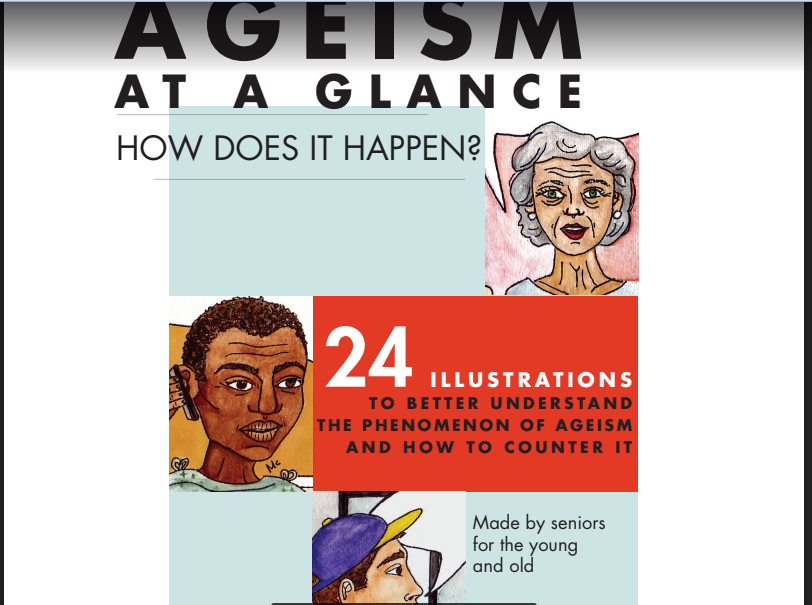 AGEISM
AT A GLANCE
HOW DOES IT HAPPEN?
24 ILLUSTRATIONS
TO BETTER UNDERSTAND
THE PHENOMENON OF AGEISM
AND HOW TO COUNTER IT
Mc
Made by seniors
for the young
and old